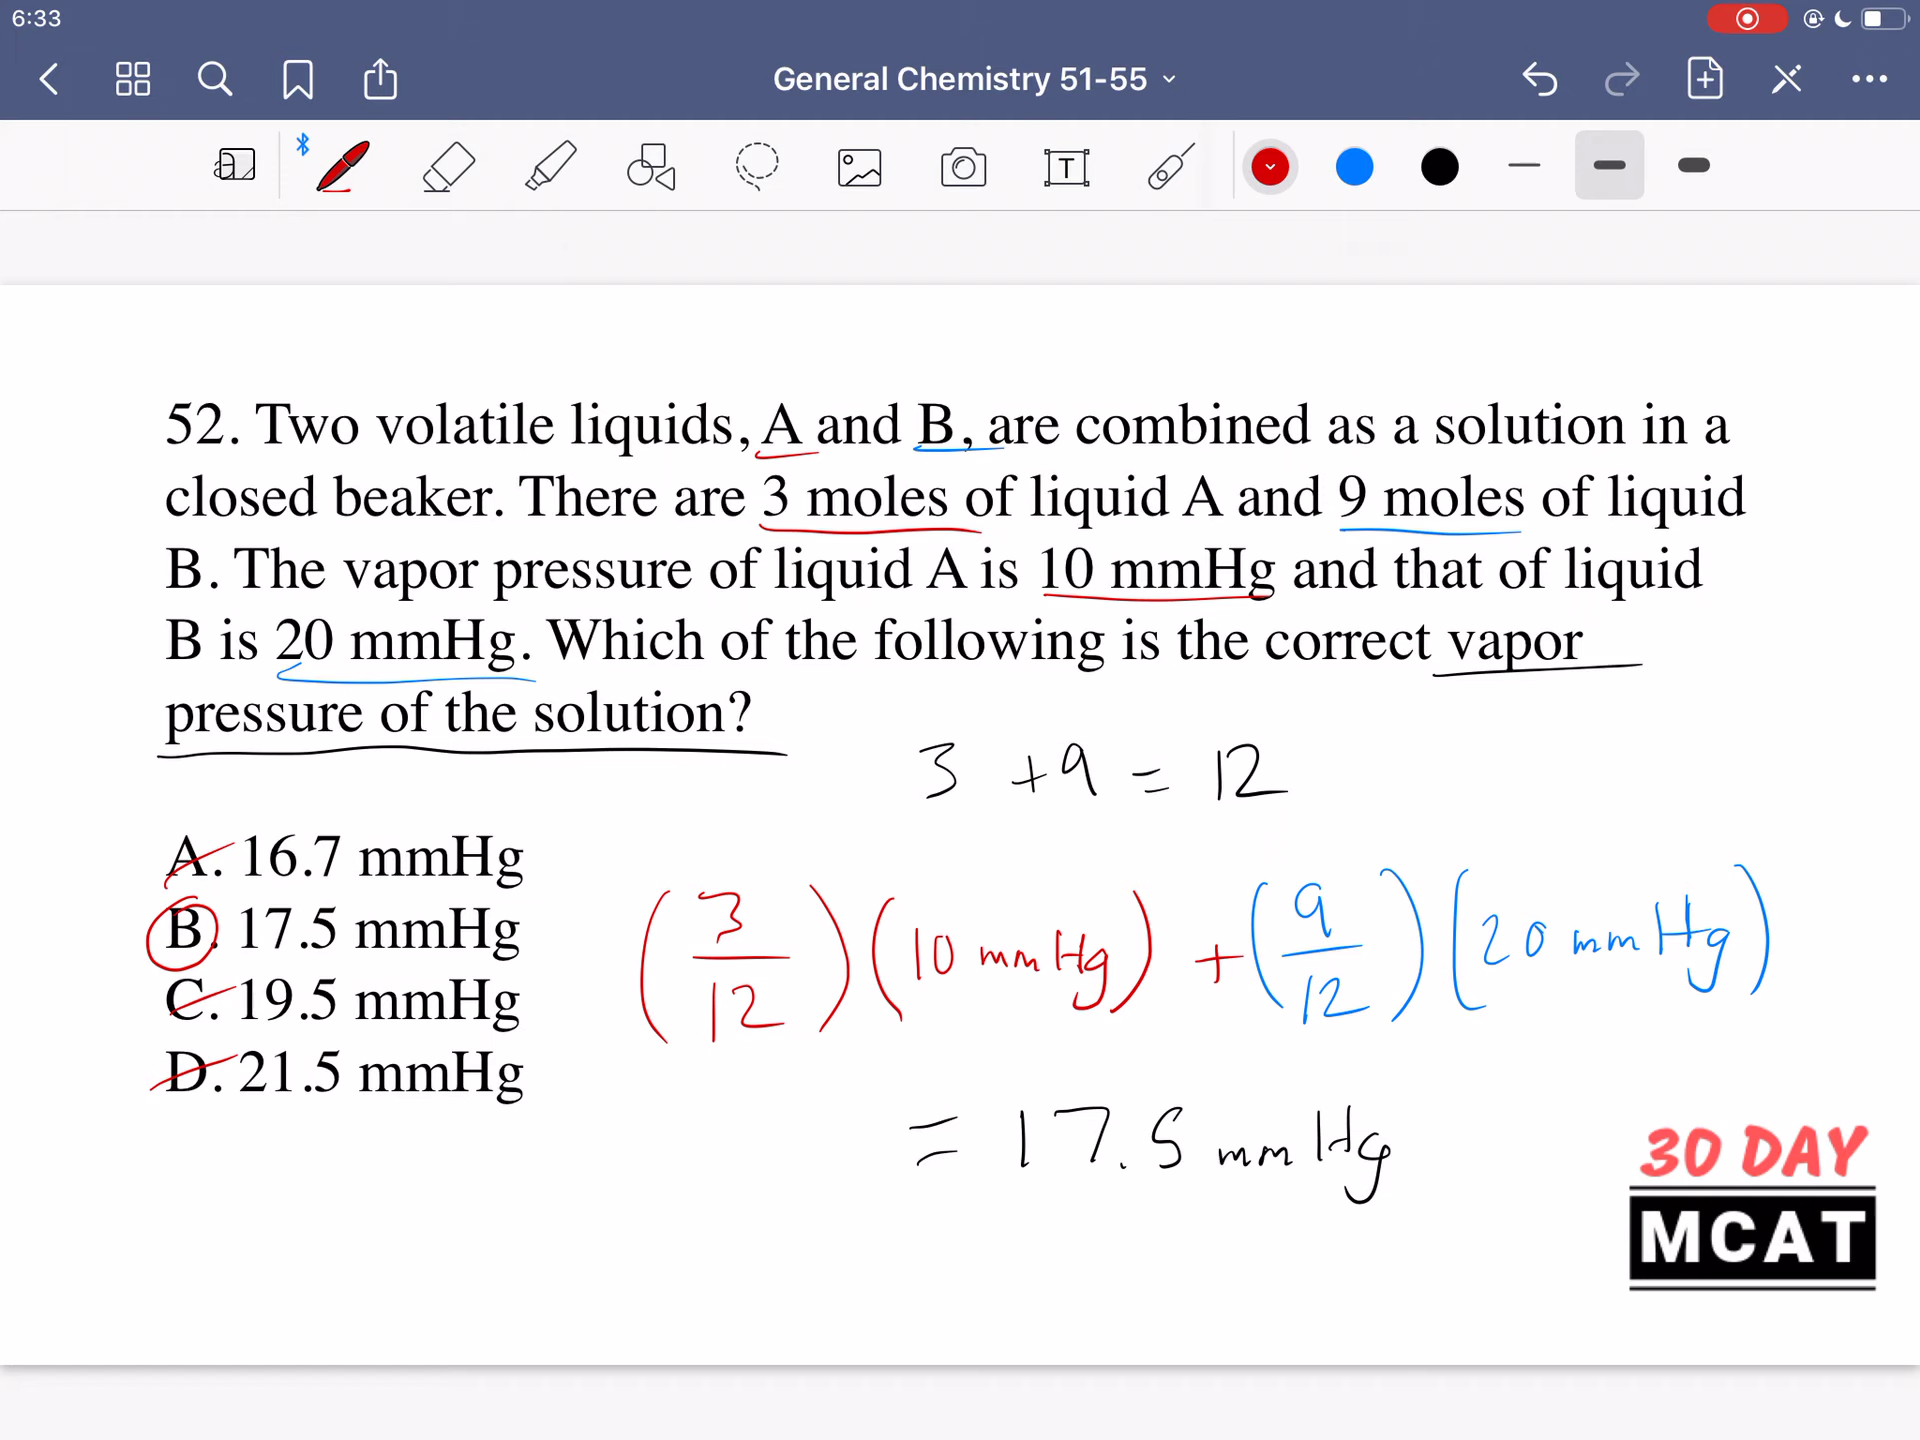 6:33
General Chemistry 51-55
a
T
52. Two volatile liquids, A and B, are combined as a solution in a
closed beaker. There are 3 moles of liquid A and 9 moles of liquid
B. The vapor pressure of liquid A is 10 mmHg and that of liquid
B is 20 mmHg. Which of the following is the correct vapor
pressure of the solution?
3 + 9 = 12
A. 16.7 mmHg
B. 17.5 mmHg
C. 19.5 mmHg
D. 21.5 mmHg
(3/12) (10 mmHg) + (9/12) (20 mmHg)
= 17.5 mmHg
30 DAY
MCAT